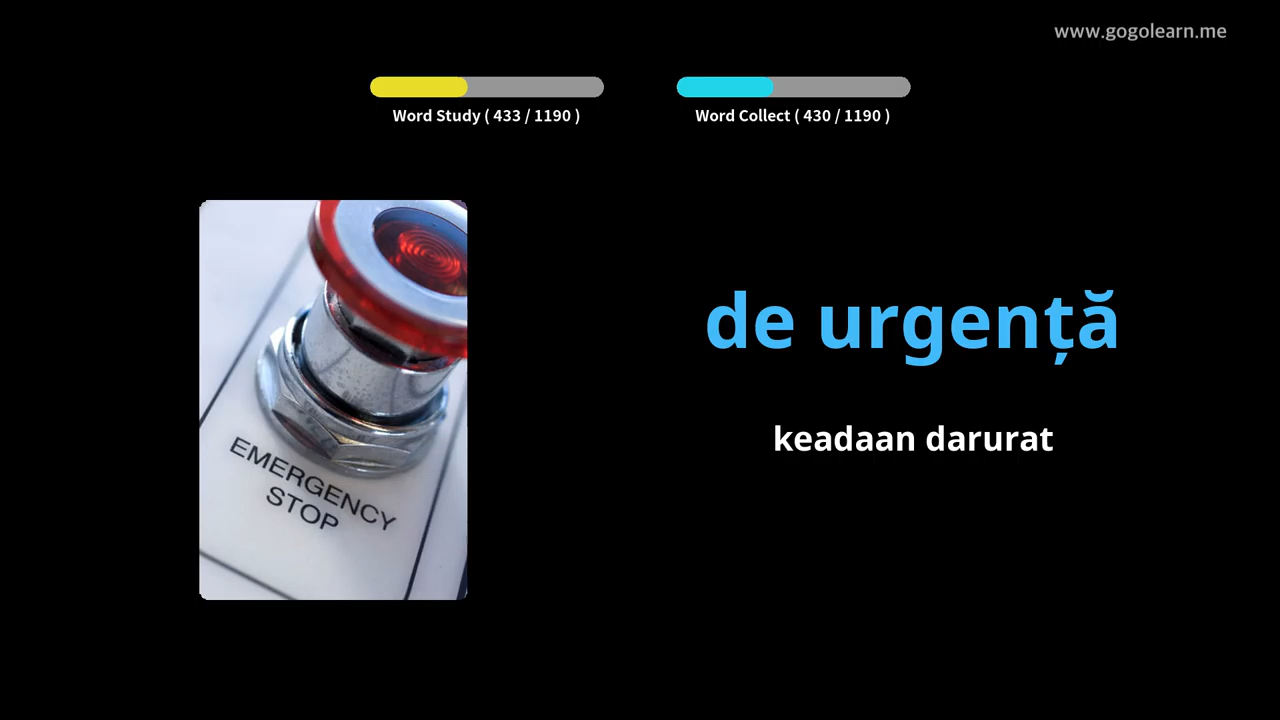 www.gogolearn.me
Word Study ( 433 / 1190 )
Word Collect ( 430 / 1190 )
EMERGENCY
STOP
de urgență
keadaan darurat